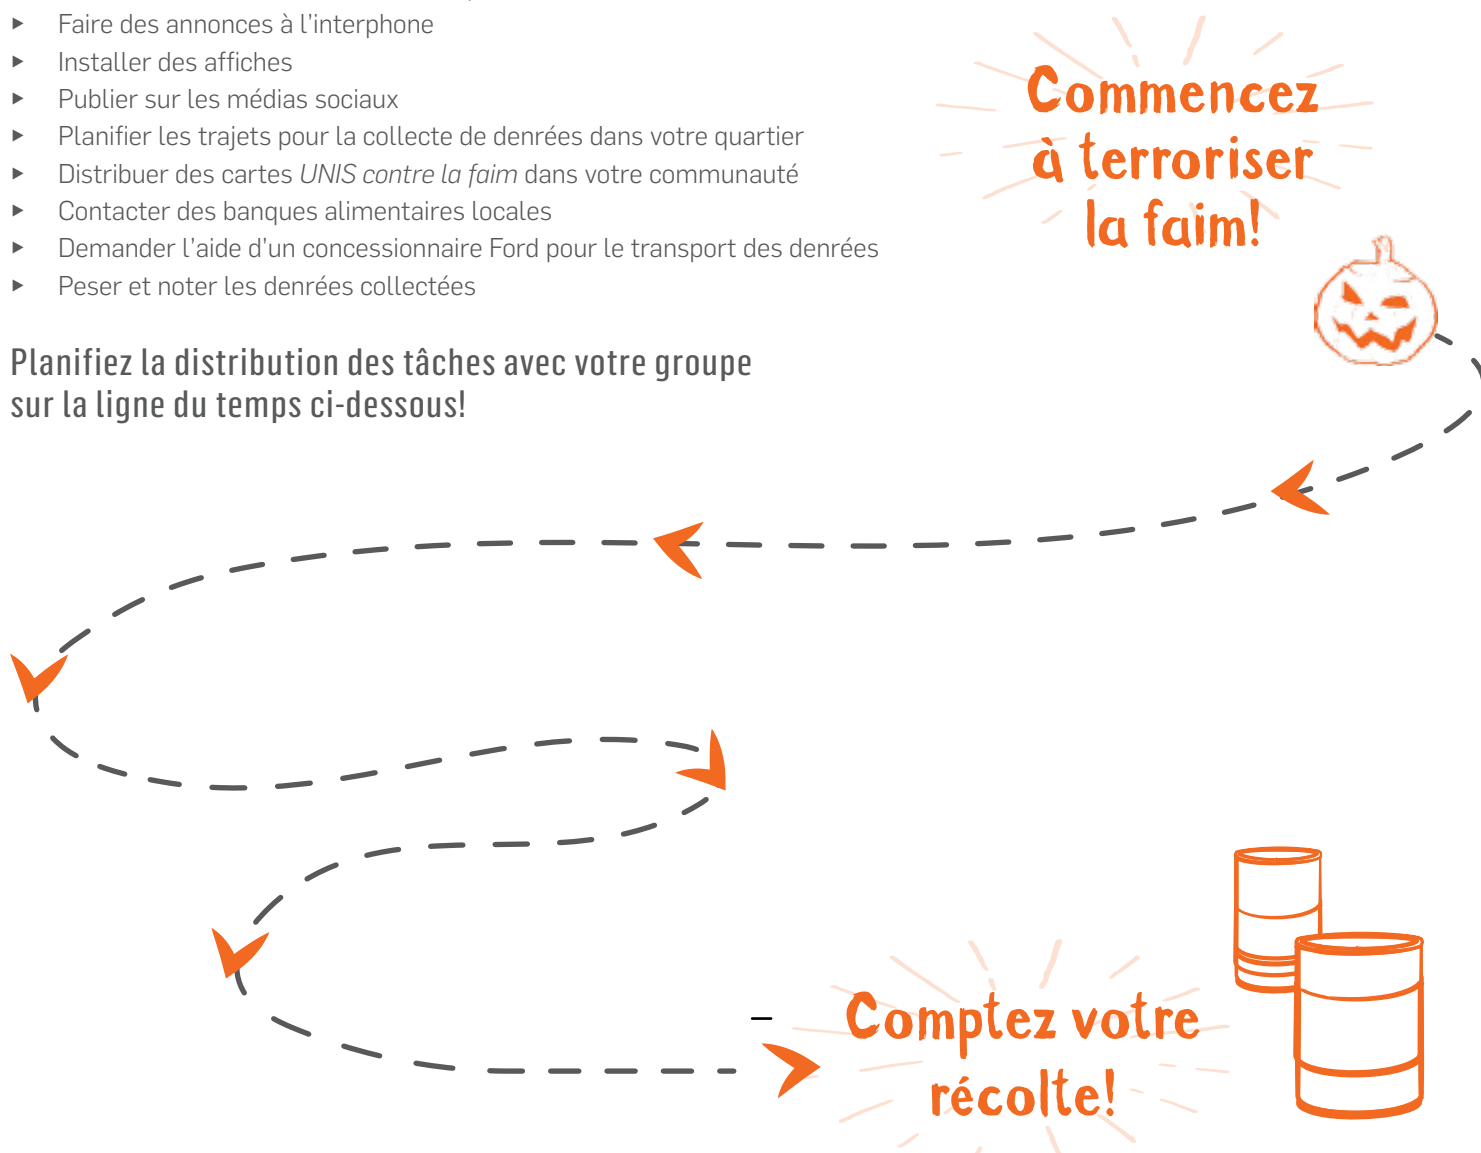 ▸ Faire des annonces à l'interphone
▸ Installer des affiches
▸ Publier sur les médias sociaux
▸ Planifier les trajets pour la collecte de denrées dans votre quartier
▸ Distribuer des cartes UNIS contre la faim dans votre communauté
▸ Contacter des banques alimentaires locales
▸ Demander l'aide d'un concessionnaire Ford pour le transport des denrées
▸ Peser et noter les denrées collectées
Commencez
à terroriser
la faim!
Planifiez la distribution des tâches avec votre groupe
sur la ligne du temps ci-dessous!
Comptez votre
récolte!